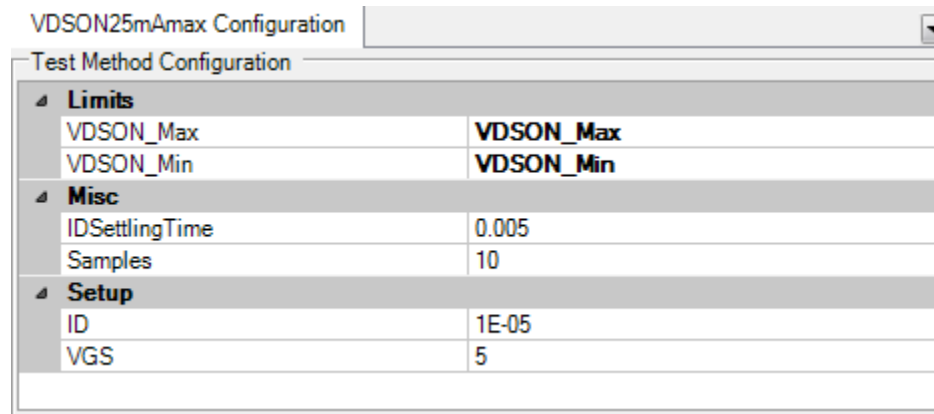 VDSON25mAmax Configuration
Test Method Configuration
Limits
VDSON_Max VDSON_Max
VDSON_Min VDSON_Min
Misc
IDSettlingTime 0.005
Samples 10
Setup
ID 1E-05
VGS 5